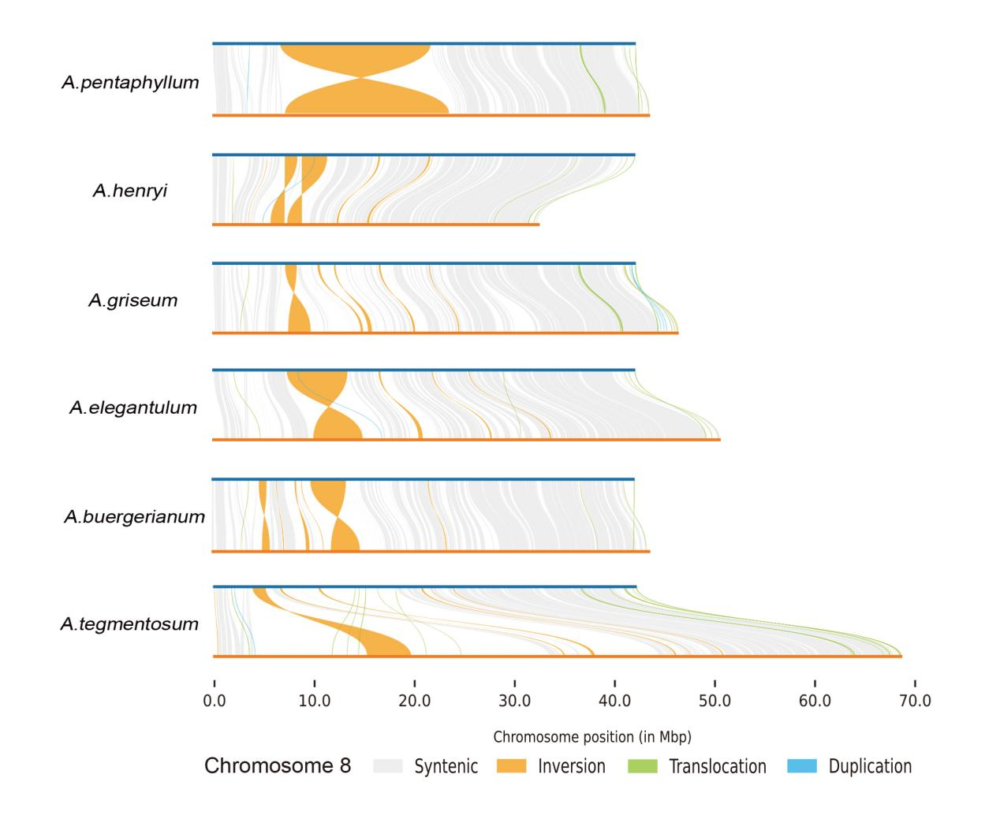 A.pentaphyllum
A.henryi
A.griseum
A.elegantulum
A.buergerianum
A.tegmentosum
0.0 10.0 20.0 30.0 40.0 50.0 60.0 70.0
Chromosome position (in Mbp)
Chromosome 8 Syntenic Inversion Translocation Duplication